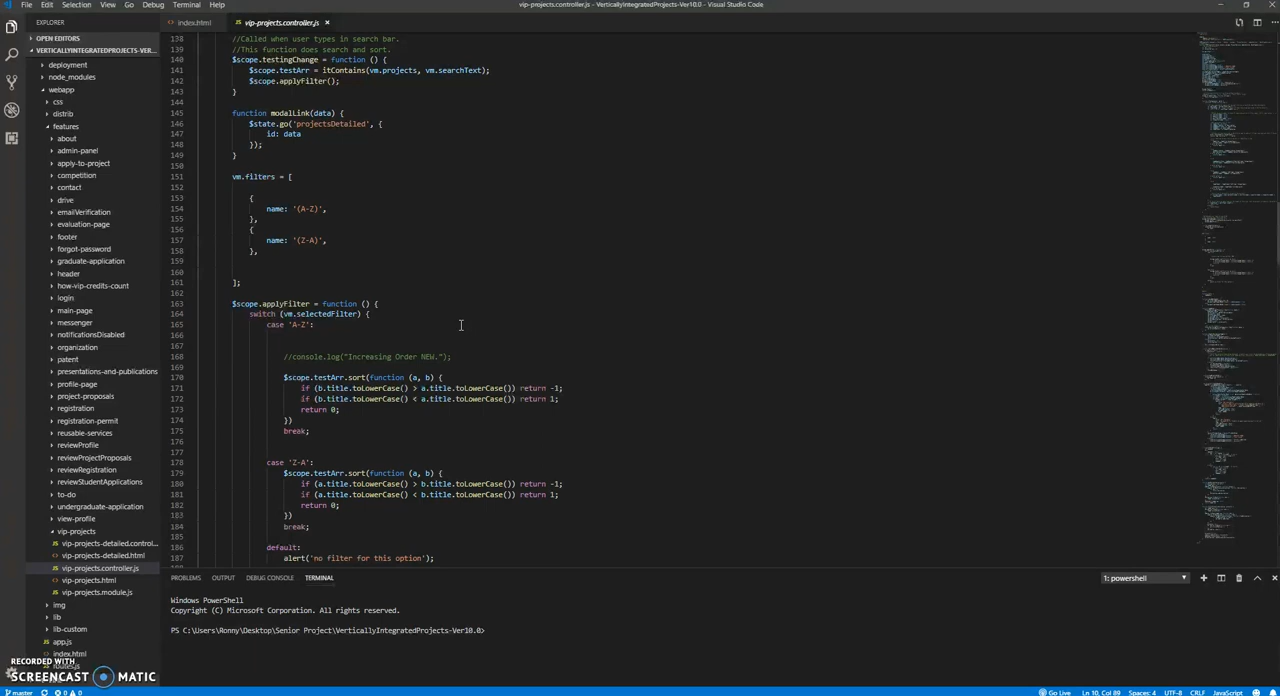 File Edit Selection View Go Debug Terminal Help
vip-projects.controller.js - VerticallyIntegratedProjects-Ver10.0 - Visual Studio Code
EXPLORER
OPEN EDITORS
VERTICALLYINTEGRATEDPROJECTS-VER...
deployment
node_modules
webapp
css
distrib
features
about
admin-panel
apply-to-project
competition
contact
drive
emailVerification
evaluation-page
footer
forgot-password
graduate-application
header
how-vip-credits-count
login
main-page
messenger
notificationsDisabled
organization
patent
presentations-and-publications
profile-page
project-proposals
registration
registration-permit
reusable-services
reviewProfile
reviewProjectProposals
reviewRegistration
reviewStudentApplications
to-do
undergraduate-application
view-profile
vip-projects
JS vip-projects-detailed.control...
<> vip-projects-detailed.html
JS vip-projects.controller.js
<> vip-projects.html
JS vip-projects.module.js
img
lib
lib-custom
JS app.js
<> index.html
routes.js
RECORDED WITH
SCREENCAST MATIC
<> index.html
JS vip-projects.controller.js ×
138 //Called when user types in search bar.
139 //This function does search and sort.
140 $scope.testingChange = function () {
141 $scope.testArr = itContains(vm.projects, vm.searchText);
142 $scope.applyFilter();
143 }
144
145 function modalLink(data) {
146 $state.go('projectsDetailed', {
147 id: data
148 });
149 }
150
151 vm.filters = [
152
153 {
154 name: '(A-Z)',
155 },
156 {
157 name: '(Z-A)',
158 },
159
160
161 ];
162
163 $scope.applyFilter = function () {
164 switch (vm.selectedFilter) {
165 case 'A-Z':
166
167
168 //console.log("Increasing Order NEW.");
169
170 $scope.testArr.sort(function (a, b) {
171 if (b.title.toLowerCase() > a.title.toLowerCase()) return -1;
172 if (b.title.toLowerCase() < a.title.toLowerCase()) return 1;
173 return 0;
174 })
175 break;
176
177
178 case 'Z-A':
179 $scope.testArr.sort(function (a, b) {
180 if (a.title.toLowerCase() > b.title.toLowerCase()) return -1;
181 if (a.title.toLowerCase() < b.title.toLowerCase()) return 1;
182 return 0;
183 })
184 break;
185
186 default:
187 alert('no filter for this option');
PROBLEMS OUTPUT DEBUG CONSOLE TERMINAL
1: powershell
Windows PowerShell
Copyright (C) Microsoft Corporation. All rights reserved.
PS C:\Users\Ronny\Desktop\Senior Project\VerticallyIntegratedProjects-Ver10.0>
master 0 0
Go Live Ln 10, Col 89 Spaces: 4 UTF-8 CRLF JavaScript